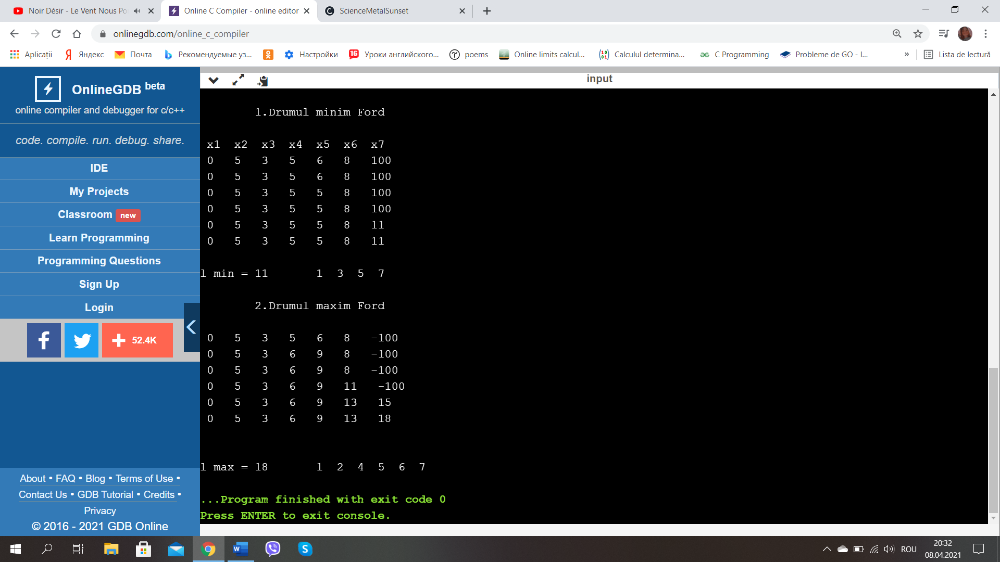 Noir Désir - Le Vent Nous Po
Online C Compiler - online editor
ScienceMetalSunset
onlinegdb.com/online_c_compiler
Aplicații
Яндекс
Почта
Рекомендуемые уз...
Настройки
16 Уроки английского...
poems
Online limits calcul...
Calculul determina...
C Programming
Probleme de GO - I...
»
Lista de lectură
OnlineGDB beta
online compiler and debugger for c/c++
code. compile. run. debug. share.
IDE
My Projects
Classroom new
Learn Programming
Programming Questions
Sign Up
Login
52.4K
About • FAQ • Blog • Terms of Use •
Contact Us • GDB Tutorial • Credits •
Privacy
© 2016 - 2021 GDB Online
input
1.Drumul minim Ford
x1 x2 x3 x4 x5 x6 x7
0 5 3 5 6 8 100
0 5 3 5 6 8 100
0 5 3 5 5 8 100
0 5 3 5 5 8 100
0 5 3 5 5 8 11
0 5 3 5 5 8 11
l min = 11 1 3 5 7
2.Drumul maxim Ford
0 5 3 5 6 8 -100
0 5 3 6 9 8 -100
0 5 3 6 9 8 -100
0 5 3 6 9 11 -100
0 5 3 6 9 13 15
0 5 3 6 9 13 18
l max = 18 1 2 4 5 6 7
...Program finished with exit code 0
Press ENTER to exit console.
ROU
20:32
08.04.2021